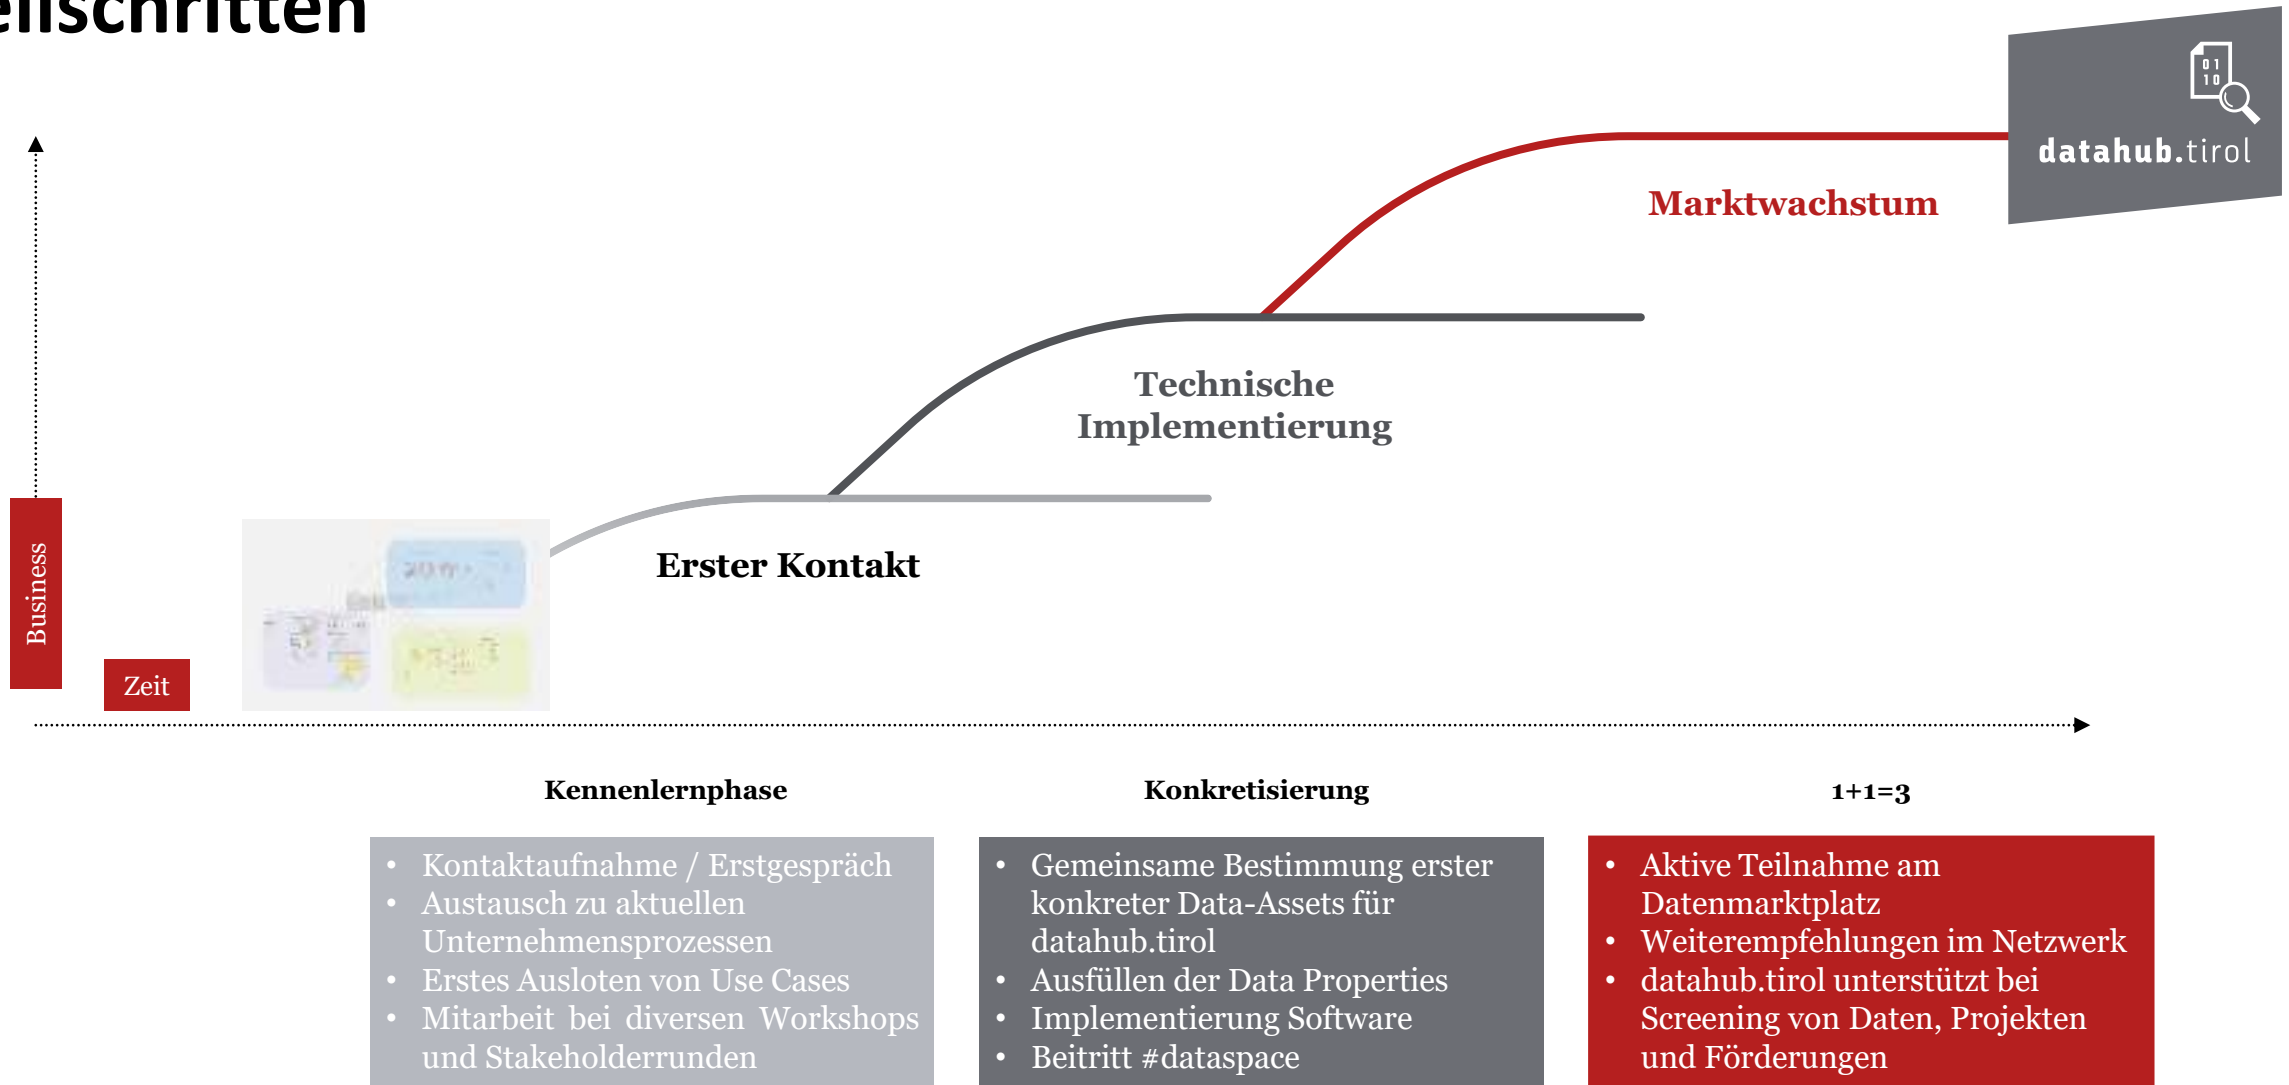 01
10
datahub.tirol
Marktwachstum
Technische
Implementierung
Erster Kontakt
Business
Zeit
Kennenlernphase
• Kontaktaufnahme / Erstgespräch
• Austausch zu aktuellen
Unternehmensprozessen
• Erstes Ausloten von Use Cases
• Mitarbeit bei diversen Workshops
und Stakeholderrunden
Konkretisierung
• Gemeinsame Bestimmung erster
konkreter Data-Assets für
datahub.tirol
• Ausfüllen der Data Properties
• Implementierung Software
• Beitritt #dataspace
1+1=3
• Aktive Teilnahme am
Datenmarktplatz
• Weiterempfehlungen im Netzwerk
• datahub.tirol unterstützt bei
Screening von Daten, Projekten
und Förderungen